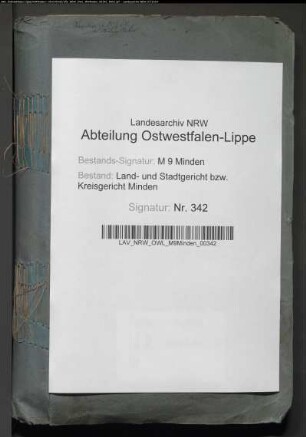 Landesarchiv NRW
Abteilung Ostwestfalen-Lippe
Bestands-Signatur: M 9 Minden
Bestand: Land- und Stadtgericht bzw.
Kreisgericht Minden
Signatur: Nr. 342
LAV_NRW_OWL_M9Minden_00342